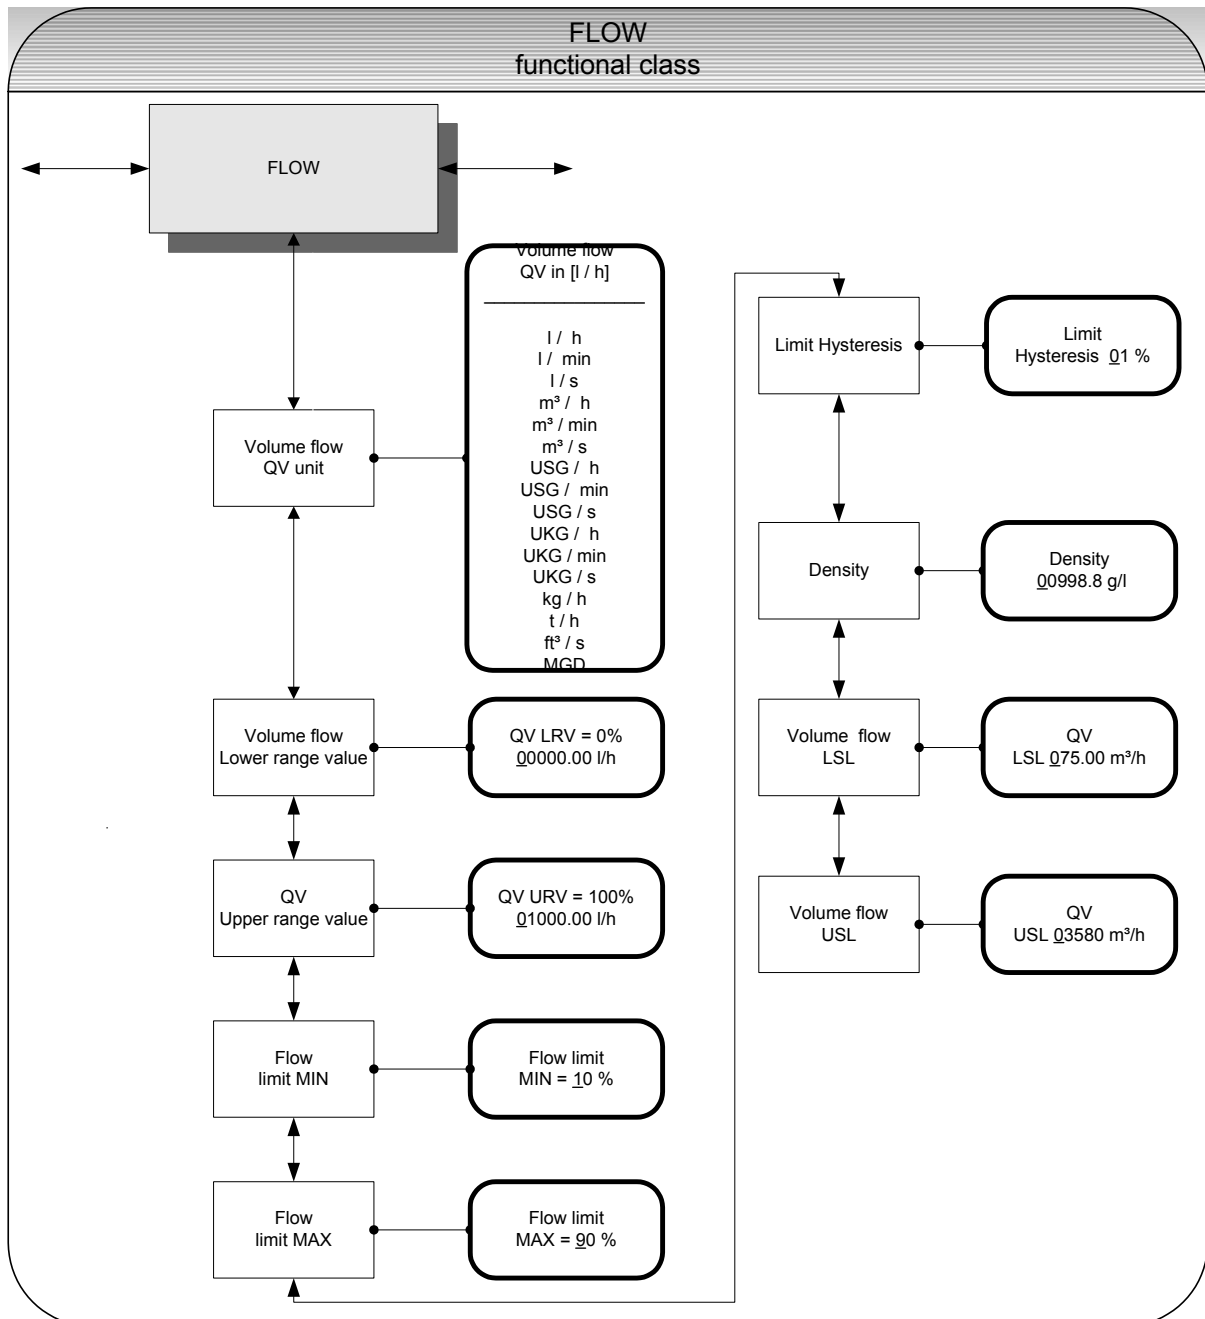 FLOW
functional class
FLOW
Volume flow
QV unit
Volume flow
QV in [l / h]
l / h
l / min
l / s
m³ / h
m³ / min
m³ / s
USG / h
USG / min
USG / s
UKG / h
UKG / min
UKG / s
kg / h
t / h
ft³ / s
MGD
Volume flow
Lower range value
QV LRV = 0%
00000.00 l/h
QV
Upper range value
QV URV = 100%
01000.00 l/h
Flow
limit MIN
Flow limit
MIN = 10 %
Flow
limit MAX
Flow limit
MAX = 90 %
Limit Hysteresis
Limit
Hysteresis 01 %
Density
Density
00998.8 g/l
Volume flow
LSL
QV
LSL 075.00 m³/h
Volume flow
USL
QV
USL 03580 m³/h